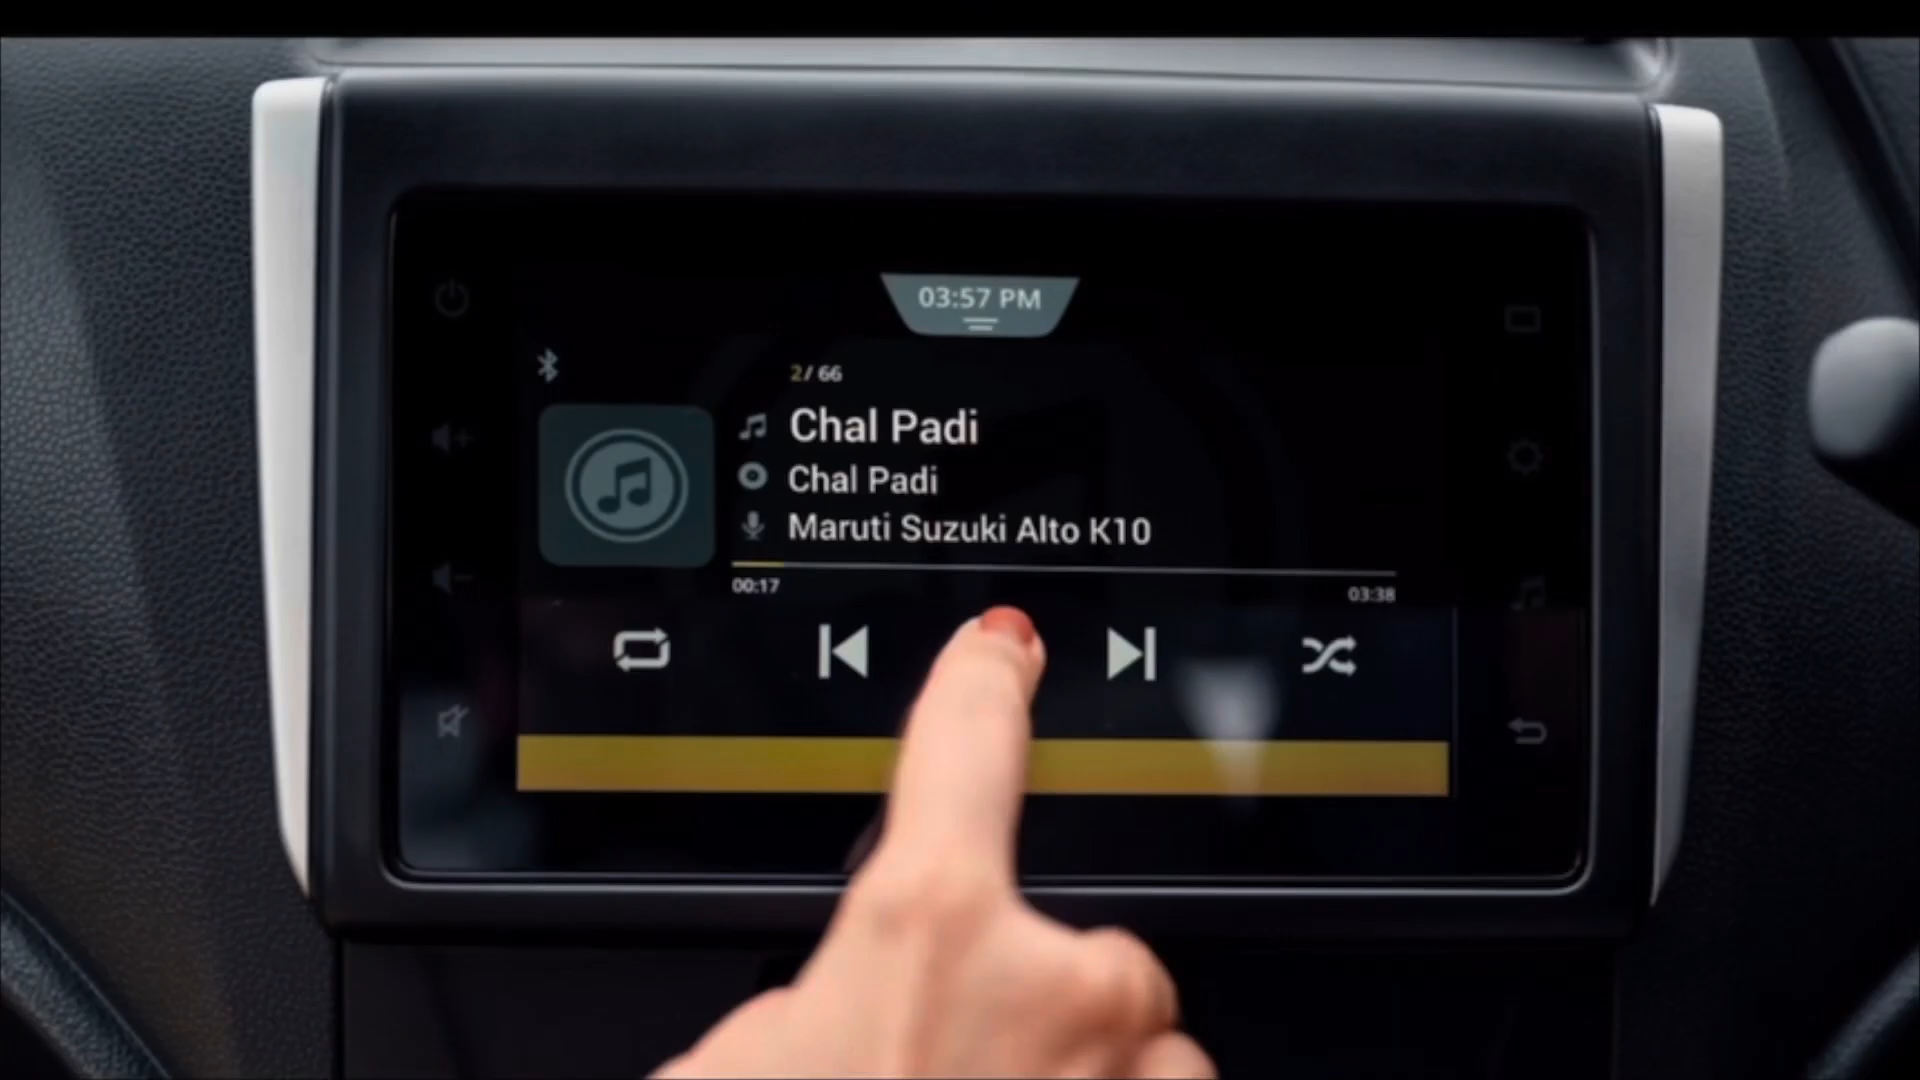 03:57 PM
2/ 66
Chal Padi
Chal Padi
Maruti Suzuki Alto K10
00:17
03:38